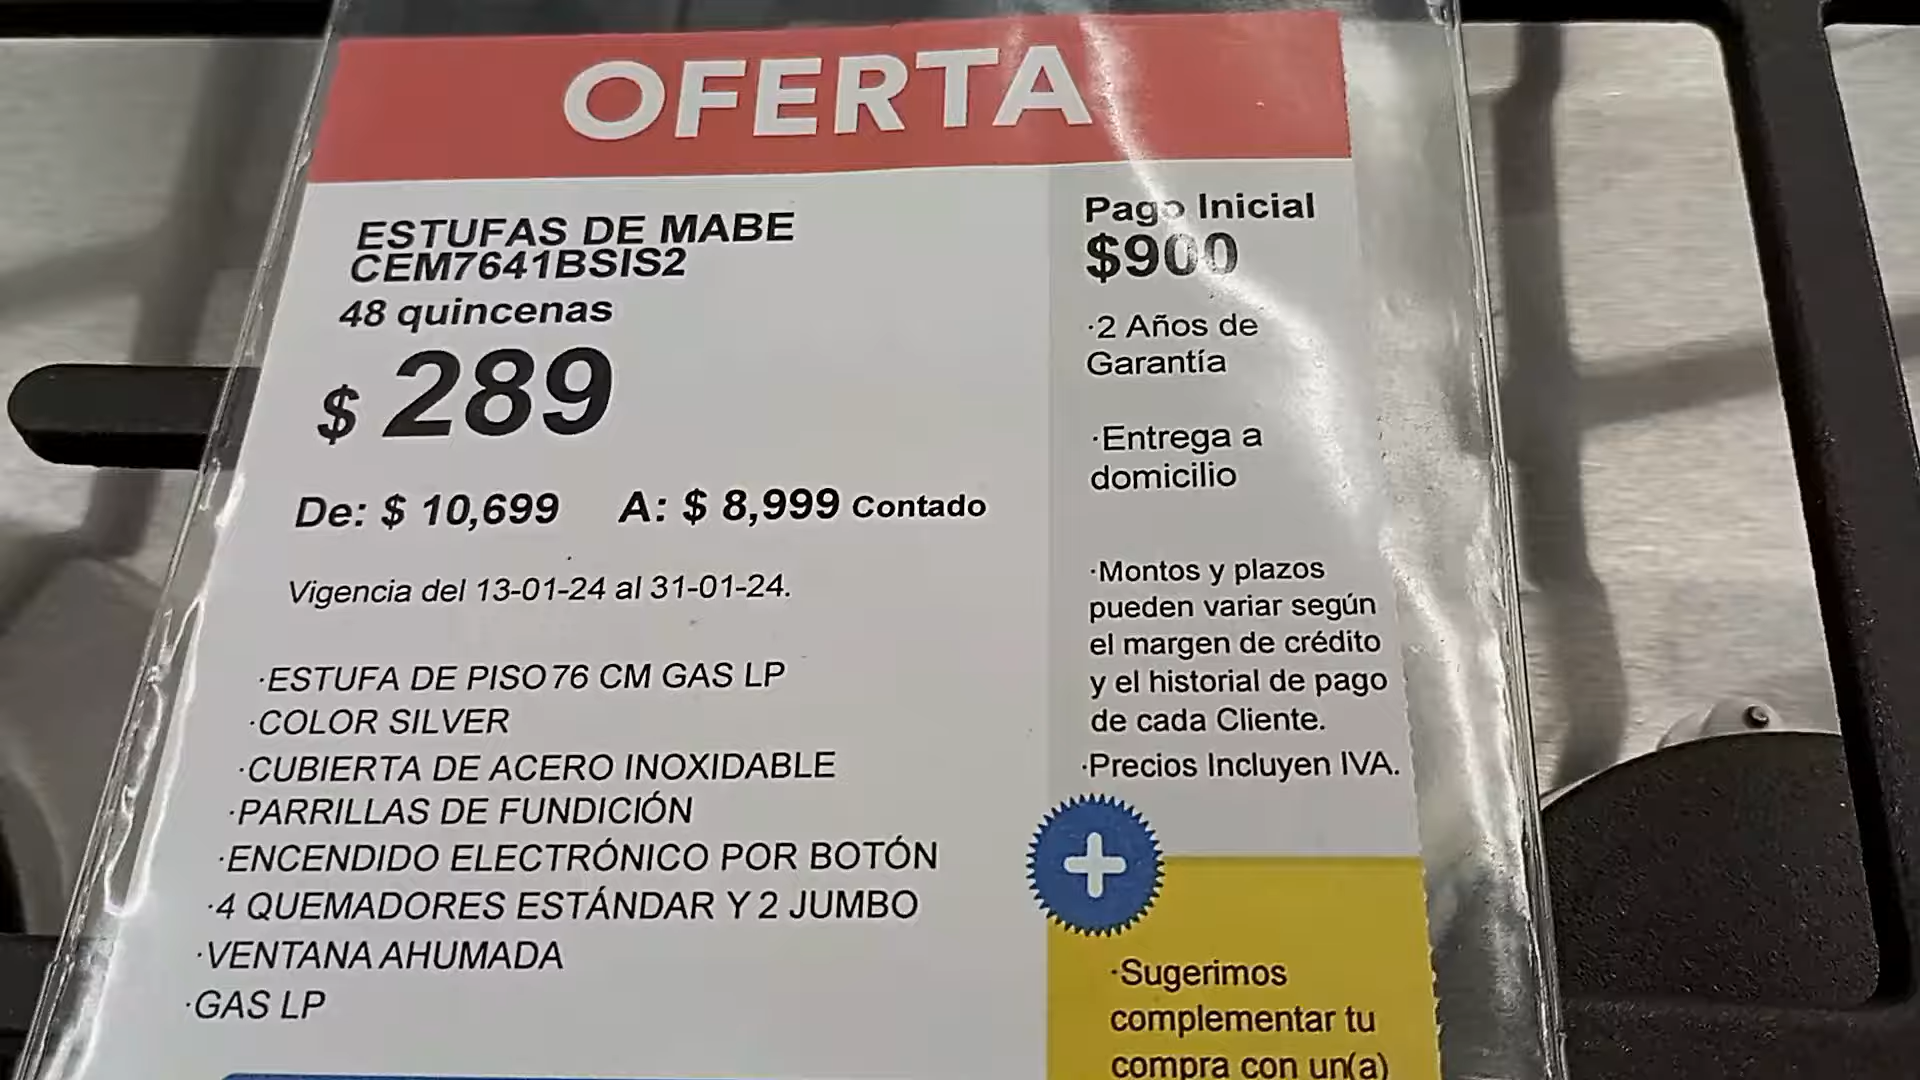 OFERTA
ESTUFAS DE MABE
CEM7641BSIS2
48 quincenas
$ 289
De: $ 10,699 A: $ 8,999 Contado
Vigencia del 13-01-24 al 31-01-24.
·ESTUFA DE PISO 76 CM GAS LP
·COLOR SILVER
·CUBIERTA DE ACERO INOXIDABLE
·PARRILLAS DE FUNDICIÓN
·ENCENDIDO ELECTRÓNICO POR BOTÓN
·4 QUEMADORES ESTÁNDAR Y 2 JUMBO
·VENTANA AHUMADA
·GAS LP
Pago Inicial
$900
·2 Años de
Garantía
·Entrega a
domicilio
·Montos y plazos
pueden variar según
el margen de crédito
y el historial de pago
de cada Cliente.
·Precios Incluyen IVA.
+
·Sugerimos
complementar tu
compra con un(a)